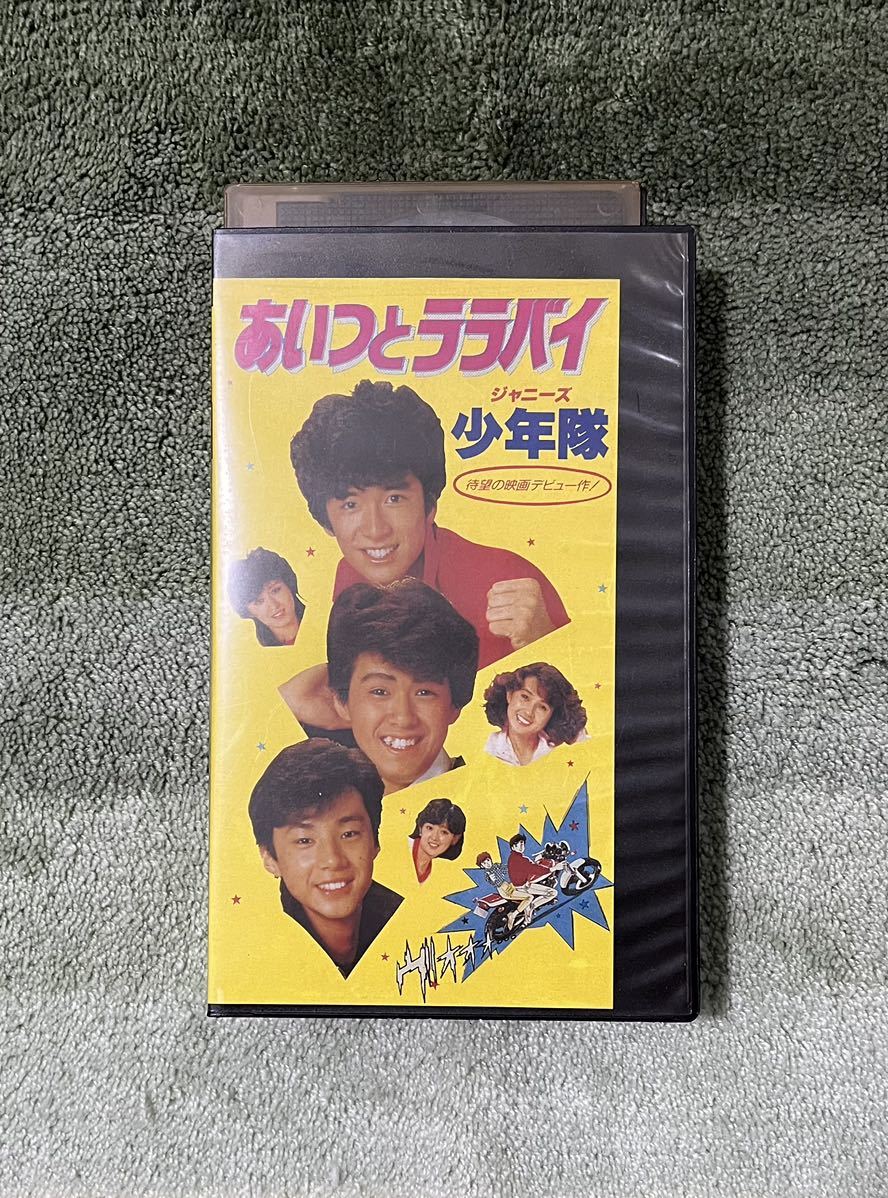 あいつとララバイ
ジャニーズ
少年隊
待望の映画デビュー作!